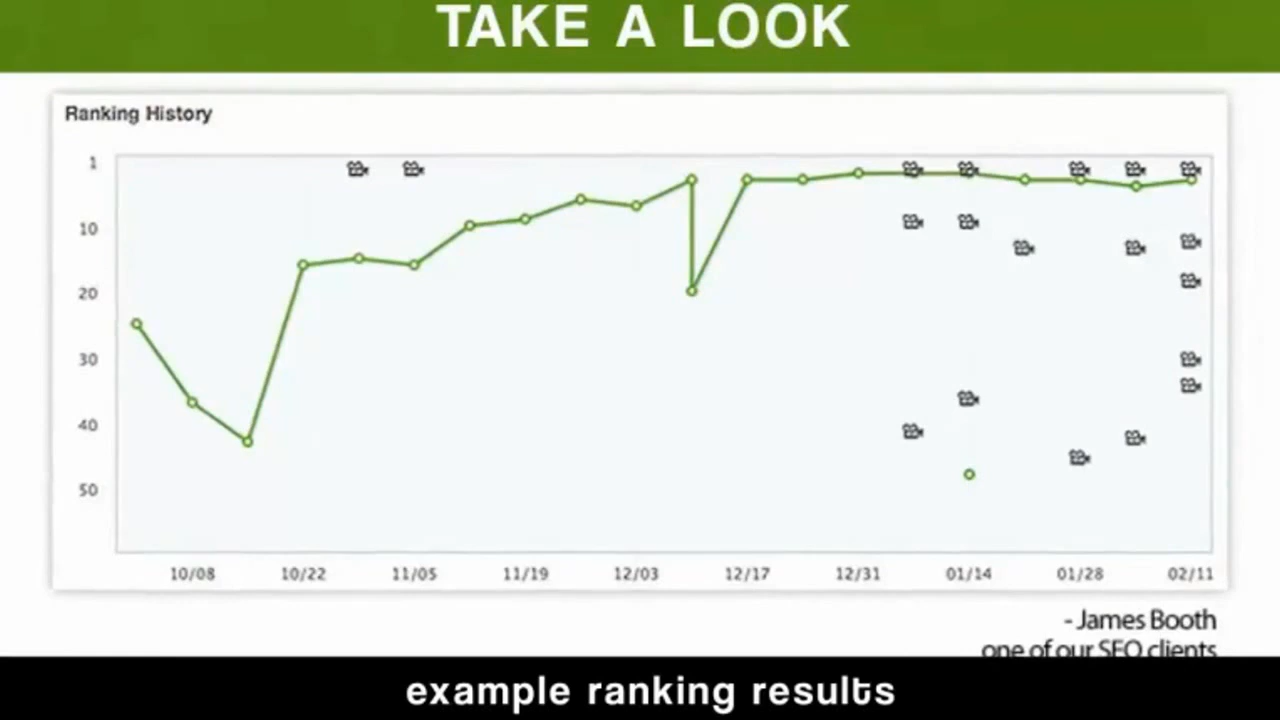 TAKE A LOOK
Ranking History
1
10
20
30
40
50
10/08 10/22 11/05 11/19 12/03 12/17 12/31 01/14 01/28 02/11
- James Booth
one of our SEO clients
example ranking results